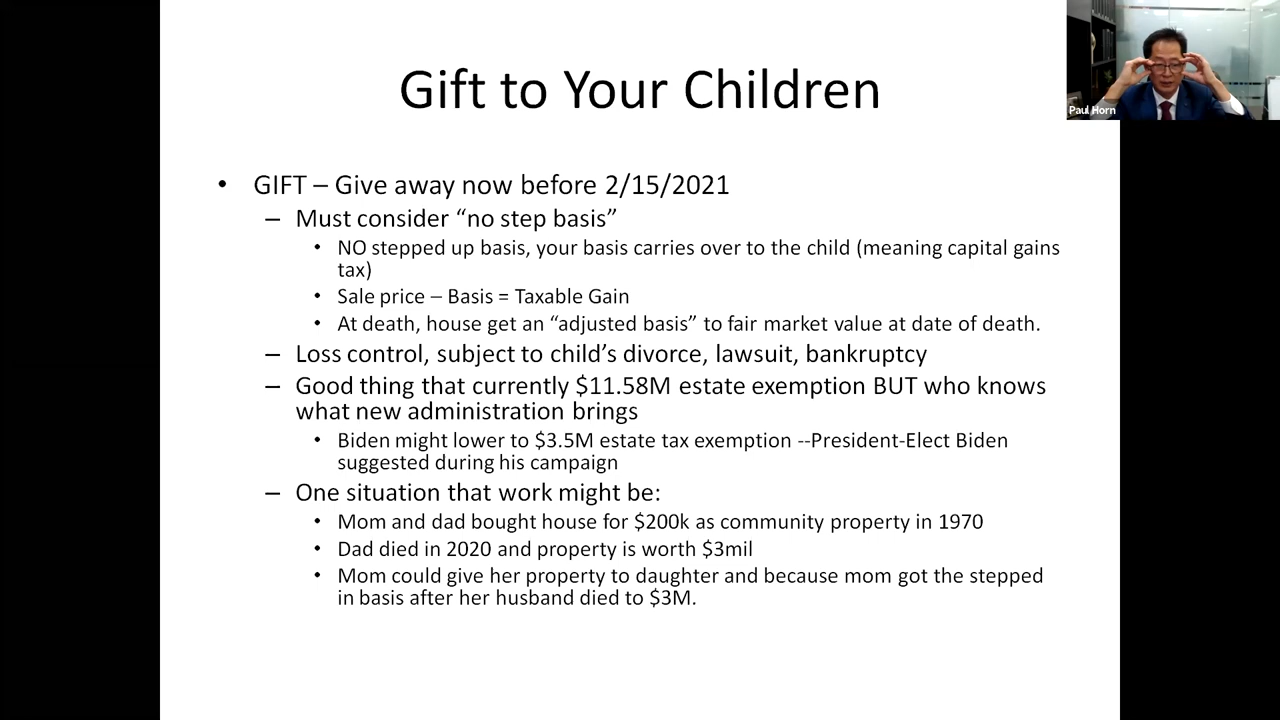 Gift to Your Children
Paul Horn
• GIFT – Give away now before 2/15/2021
– Must consider “no step basis”
• NO stepped up basis, your basis carries over to the child (meaning capital gains
tax)
• Sale price – Basis = Taxable Gain
• At death, house get an “adjusted basis” to fair market value at date of death.
– Loss control, subject to child’s divorce, lawsuit, bankruptcy
– Good thing that currently $11.58M estate exemption BUT who knows
what new administration brings
• Biden might lower to $3.5M estate tax exemption --President-Elect Biden
suggested during his campaign
– One situation that work might be:
• Mom and dad bought house for $200k as community property in 1970
• Dad died in 2020 and property is worth $3mil
• Mom could give her property to daughter and because mom got the stepped
in basis after her husband died to $3M.